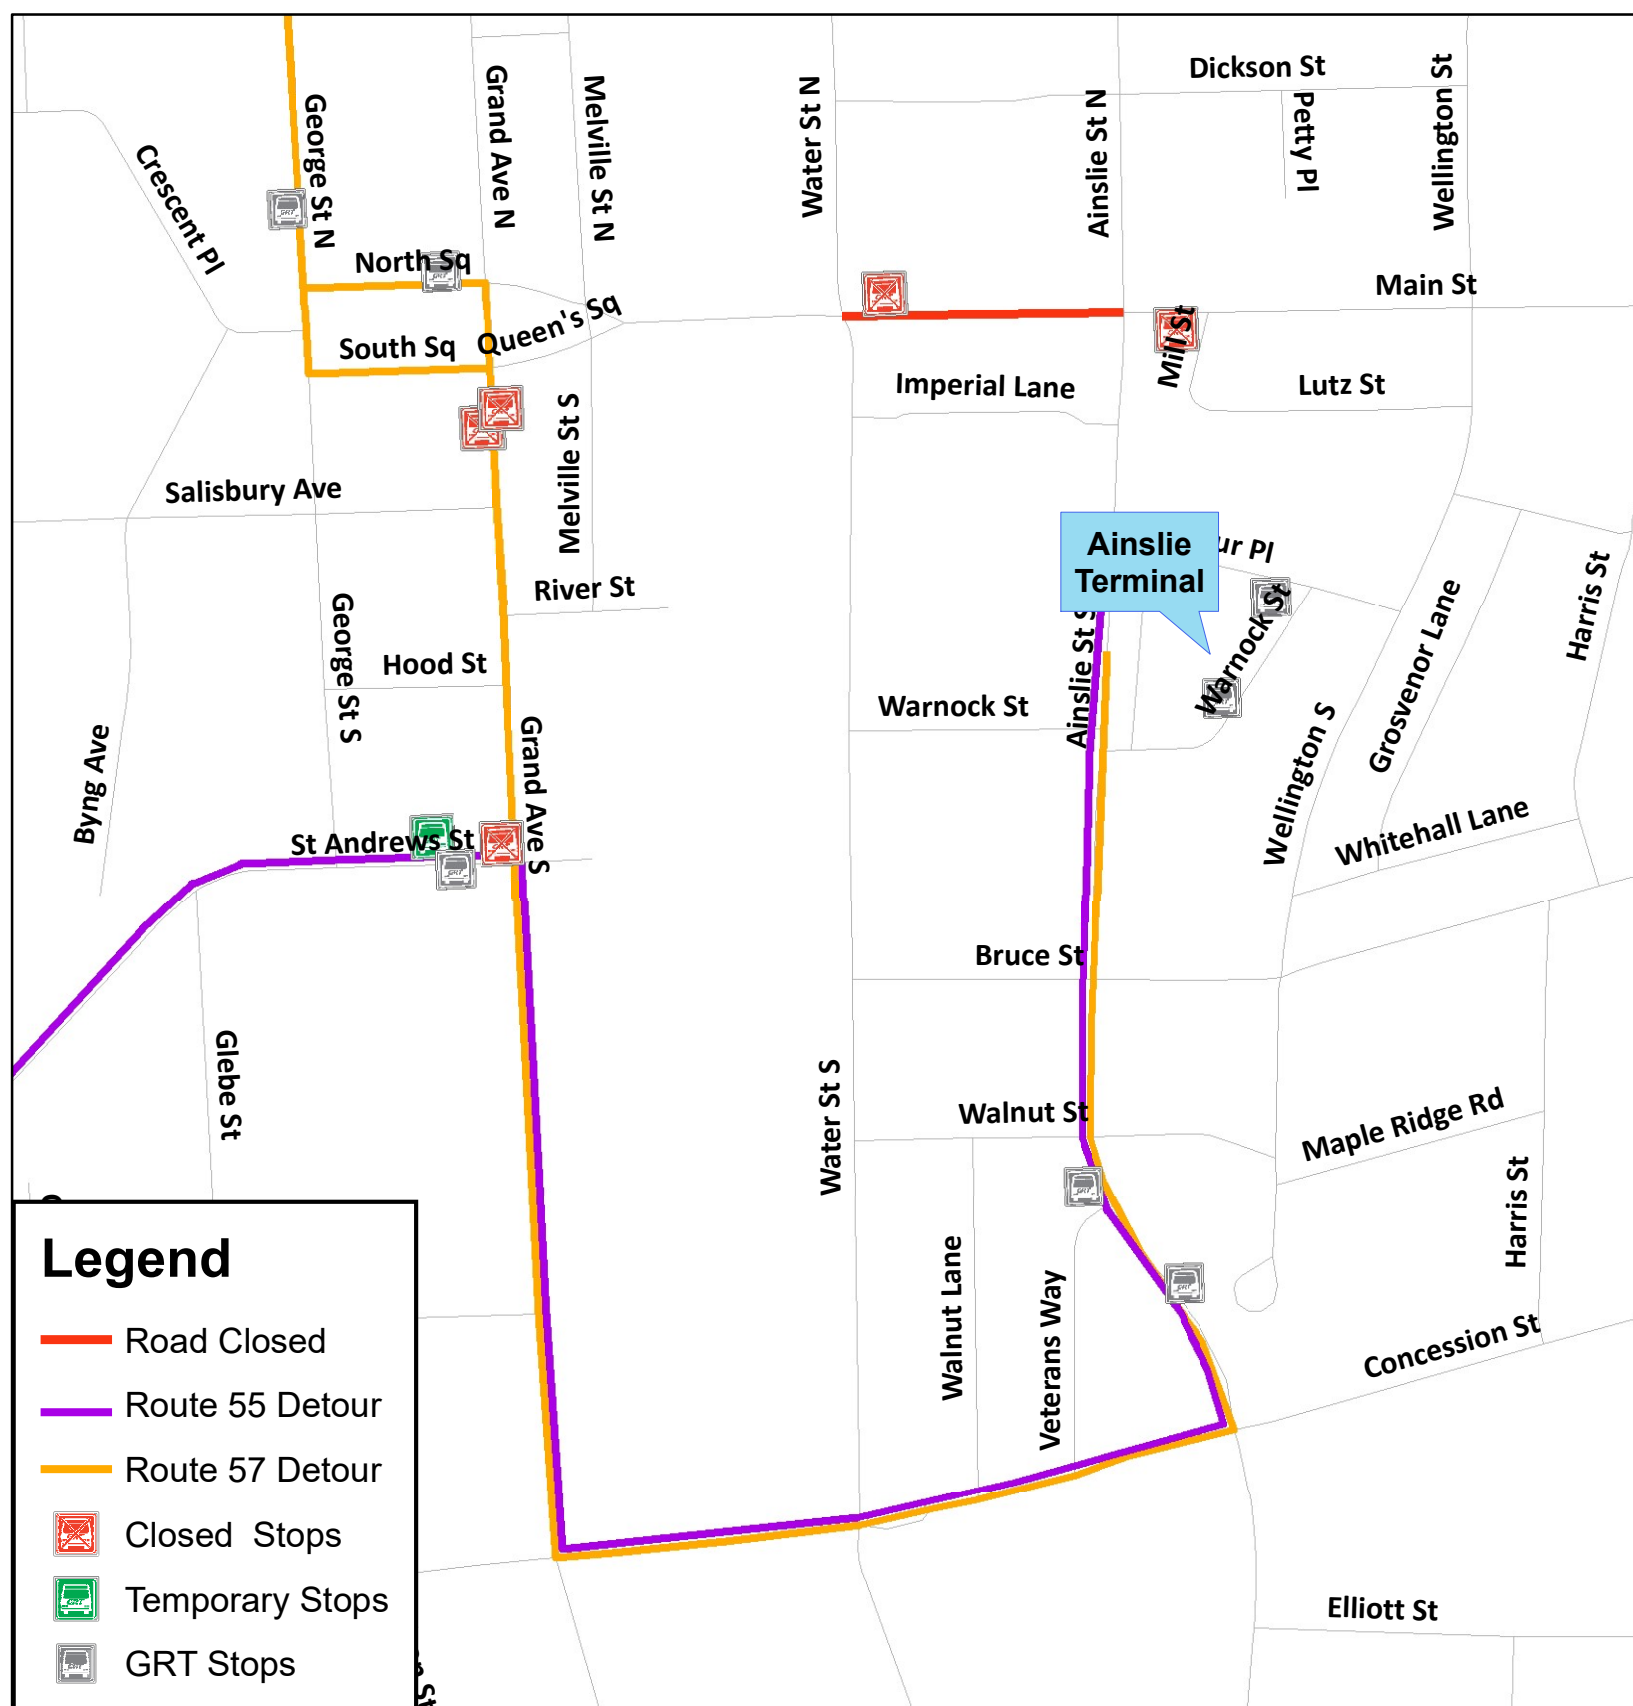 Dickson St
Wellington St
Petty Pl
Ainslie St N
Water St N
Melville St N
Grand Ave N
George St N
Crescent Pl
North Sq
Queen's Sq
South Sq
Main St
Mill St
Imperial Lane
Lutz St
Melville St S
Salisbury Ave
Ainslie
Terminal
ur Pl
Warnock St
River St
Harris St
Grosvenor Lane
George St S
Hood St
Ainslie St S
Warnock St
Wellington S
Byng Ave
Grand Ave S
St Andrews St
Whitehall Lane
Bruce St
Glebe St
Water St S
Walnut St
Maple Ridge Rd
Harris St
Walnut Lane
Veterans Way
Concession St
Elliott St
Legend
Road Closed
Route 55 Detour
Route 57 Detour
Closed Stops
Temporary Stops
GRT Stops